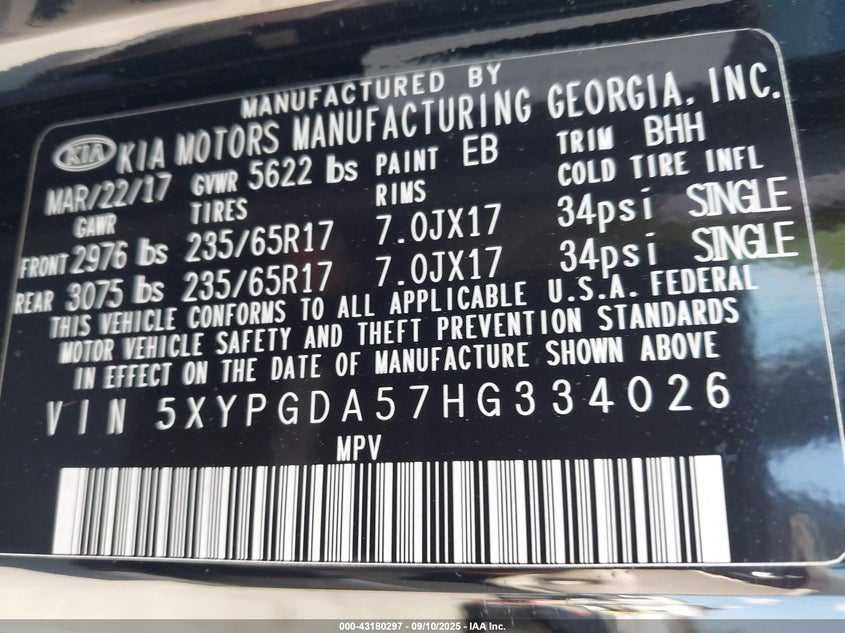 MANUFACTURED BY
KIA KIA MOTORS MANUFACTURING GEORGIA, INC.
MAR/22/17 GVWR 5622 lbs PAINT EB TRIM BHH
GAWR TIRES RIMS COLD TIRE INFL
FRONT 2976 lbs 235/65R17 7.0JX17 34psi SINGLE
REAR 3075 lbs 235/65R17 7.0JX17 34psi SINGLE
THIS VEHICLE CONFORMS TO ALL APPLICABLE U.S.A. FEDERAL
MOTOR VEHICLE SAFETY AND THEFT PREVENTION STANDARDS
IN EFFECT ON THE DATE OF MANUFACTURE SHOWN ABOVE
VIN 5XYPGDA57HG334026
MPV
000-43180297 - 09/10/2025 - IAA Inc.